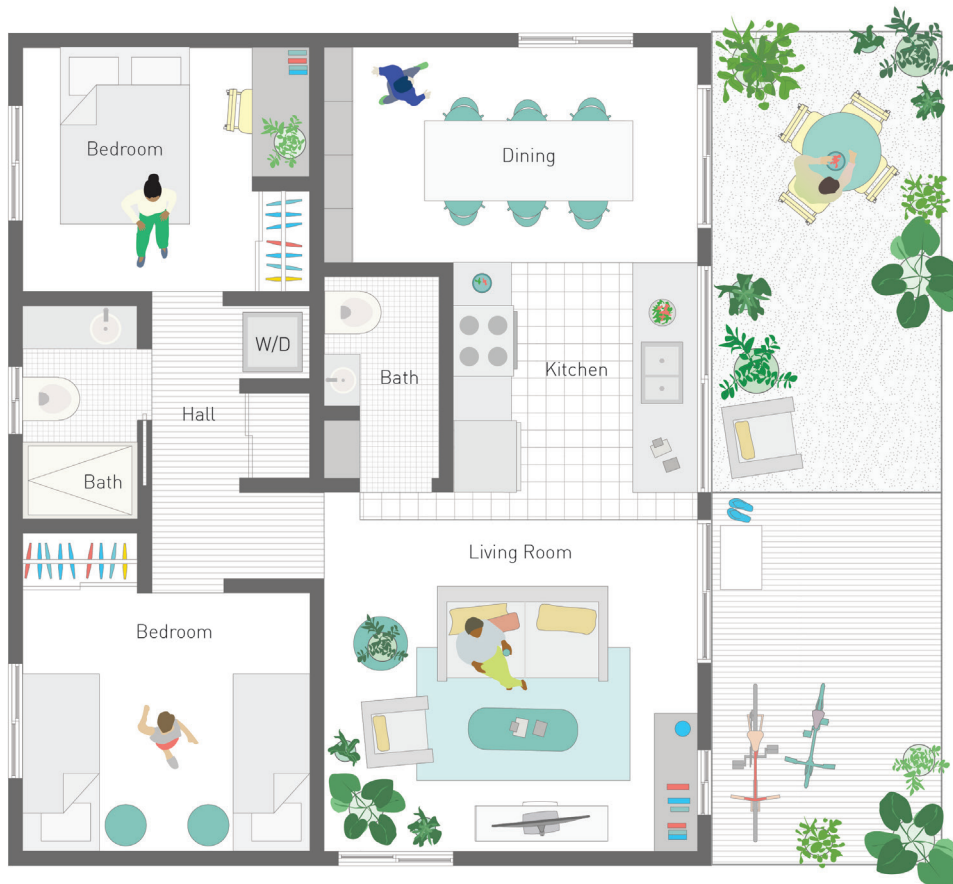 Bedroom
Dining
W/D
Kitchen
Bath
Hall
Bath
Living Room
Bedroom